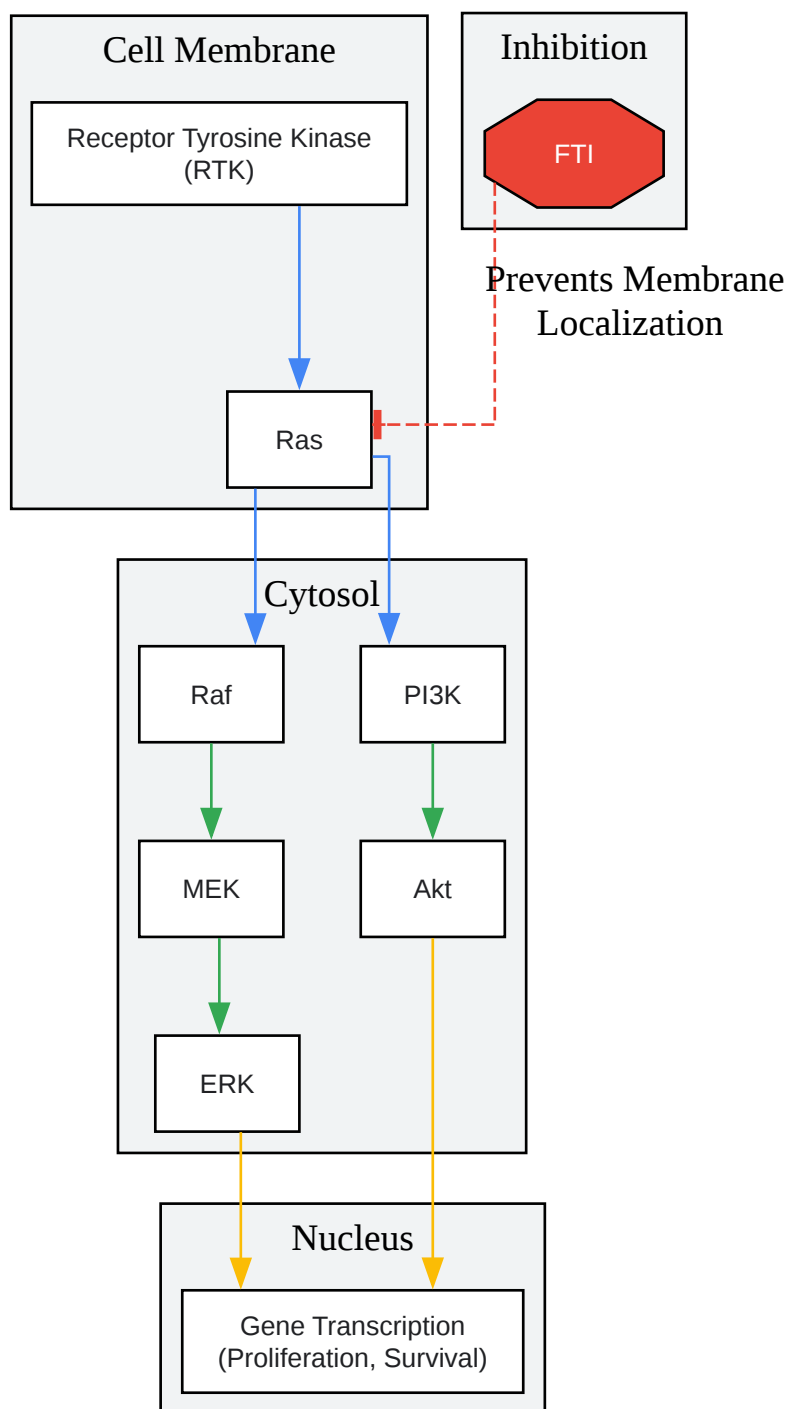 Cell Membrane
Receptor Tyrosine Kinase
(RTK)
Ras
Inhibition
FTI
Prevents Membrane
Localization
Cytosol
Raf
PI3K
MEK
Akt
ERK
Nucleus
Gene Transcription
(Proliferation, Survival)